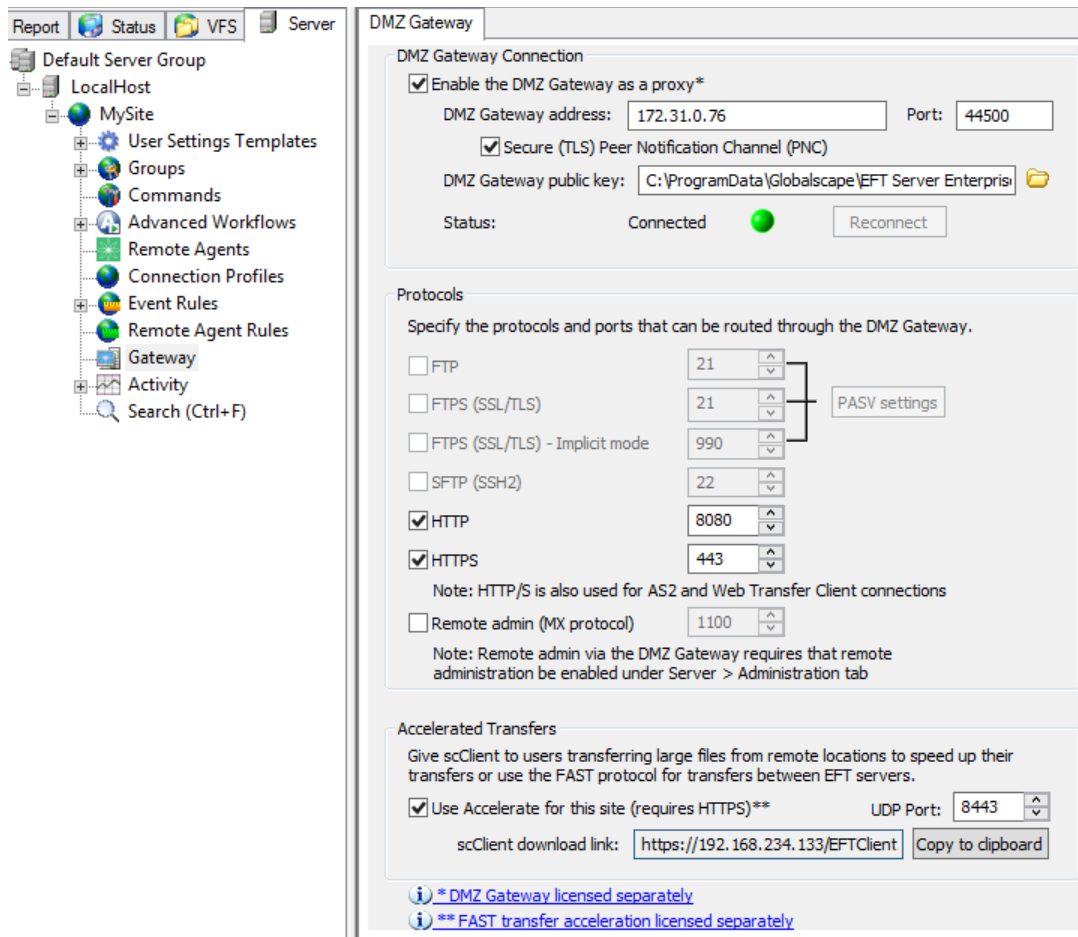 Report
Status
VFS
Server
Default Server Group
LocalHost
MySite
User Settings Templates
Groups
Commands
Advanced Workflows
Remote Agents
Connection Profiles
Event Rules
Remote Agent Rules
Gateway
Activity
Search (Ctrl+F)
DMZ Gateway
DMZ Gateway Connection
Enable the DMZ Gateway as a proxy*
DMZ Gateway address: 172.31.0.76 Port: 44500
Secure (TLS) Peer Notification Channel (PNC)
DMZ Gateway public key: C:\ProgramData\Globalscape\EFT Server Enterpris
Status: Connected Reconnect
Protocols
Specify the protocols and ports that can be routed through the DMZ Gateway.
FTP 21
FTPS (SSL/TLS) 21 PASV settings
FTPS (SSL/TLS) - Implicit mode 990
SFTP (SSH2) 22
HTTP 8080
HTTPS 443
Note: HTTP/S is also used for AS2 and Web Transfer Client connections
Remote admin (MX protocol) 1100
Note: Remote admin via the DMZ Gateway requires that remote
administration be enabled under Server > Administration tab
Accelerated Transfers
Give scClient to users transferring large files from remote locations to speed up their
transfers or use the FAST protocol for transfers between EFT servers.
Use Accelerate for this site (requires HTTPS)** UDP Port: 8443
scClient download link: https://192.168.234.133/EFTClient Copy to clipboard
* DMZ Gateway licensed separately
** FAST transfer acceleration licensed separately